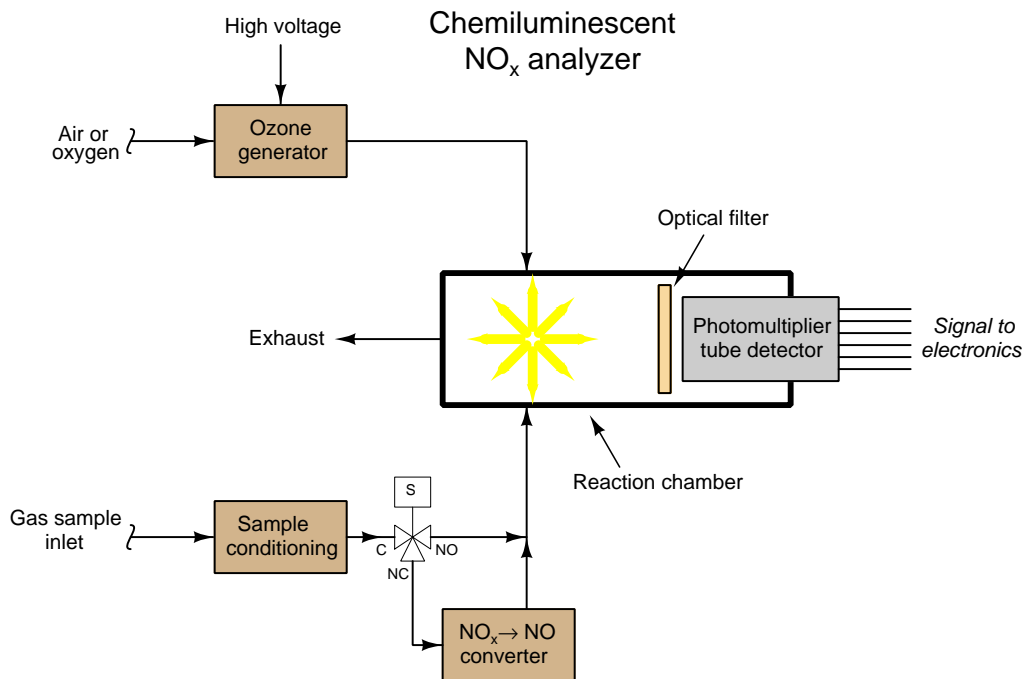 Chemiluminescent
NOx analyzer
High voltage
Air or
oxygen
Ozone
generator
Optical filter
Exhaust
Photomultiplier
tube detector
Signal to
electronics
Reaction chamber
Gas sample
inlet
Sample
conditioning
S
C
NO
NC
NOx → NO
converter